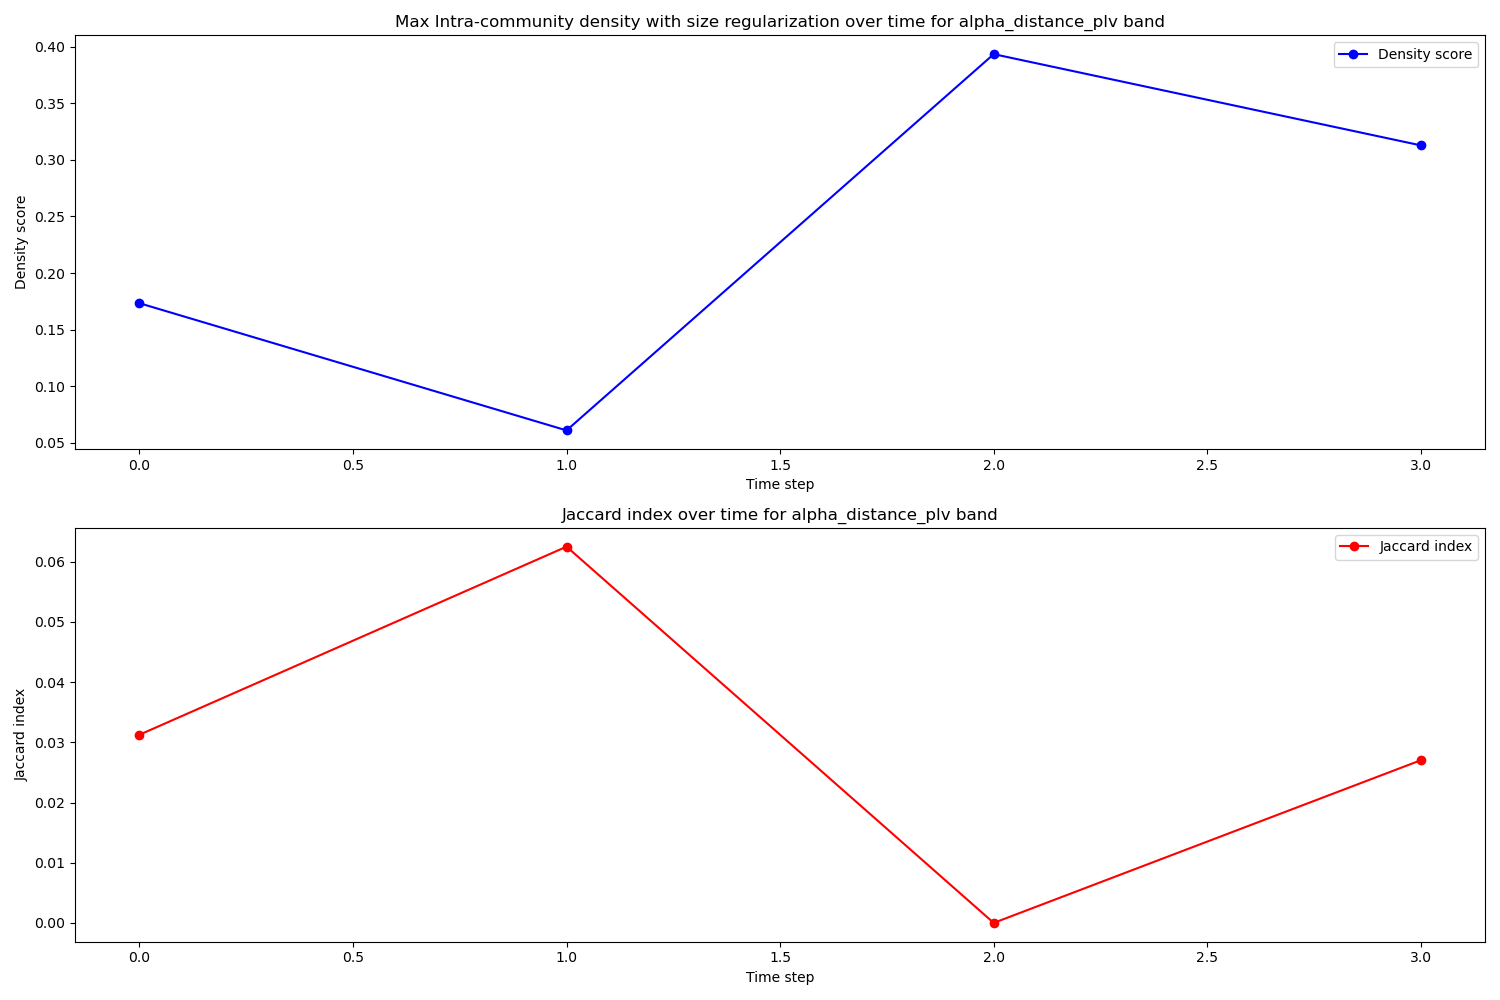 Max Intra-community density with size regularization over time for alpha_distance_plv band
Density score
0.40
0.35
0.30
0.25
0.20
0.15
0.10
0.05
Density score
0.0 0.5 1.0 1.5 2.0 2.5 3.0
Time step
Jaccard index over time for alpha_distance_plv band
Jaccard index
0.06
0.05
0.04
0.03
0.02
0.01
0.00
Jaccard index
0.0 0.5 1.0 1.5 2.0 2.5 3.0
Time step